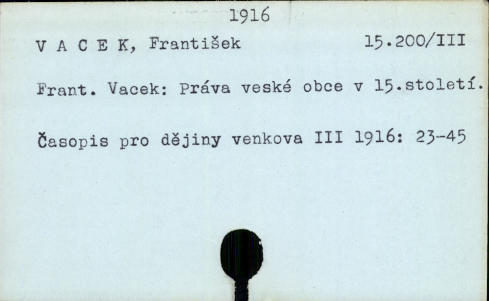 1916
V A C E K, František 15.200/III
Frant. Vacek: Práva veské obce v 15.století.
Časopis pro dějiny venkova III 1916: 23-45